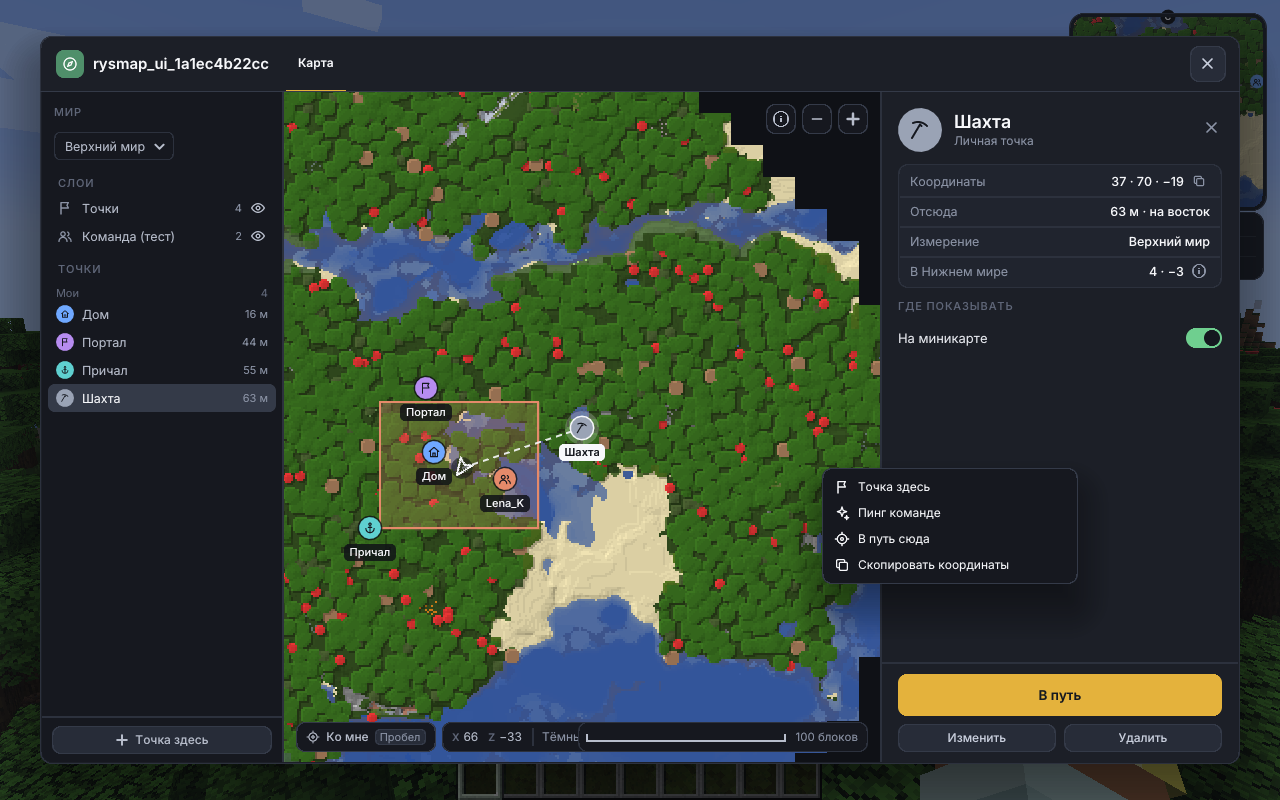 rysmap_ui_1a1ec4b22cc
Карта
МИР
Верхний мир
СЛОИ
Точки 4
Команда (тест) 2
ТОЧКИ
Мои 4
Дом 16 м
Портал 44 м
Причал 55 м
Шахта 63 м
Точка здесь
Портал
Дом
Шахта
Lena_K
Причал
Ко мне Пробел
X 66 Z −33 Тёмн
100 блоков
Шахта
Личная точка
Координаты 37 · 70 · −19
Отсюда 63 м · на восток
Измерение Верхний мир
В Нижнем мире 4 · −3
ГДЕ ПОКАЗЫВАТЬ
На миникарте
Точка здесь
Пинг команде
В путь сюда
Скопировать координаты
В путь
Изменить
Удалить